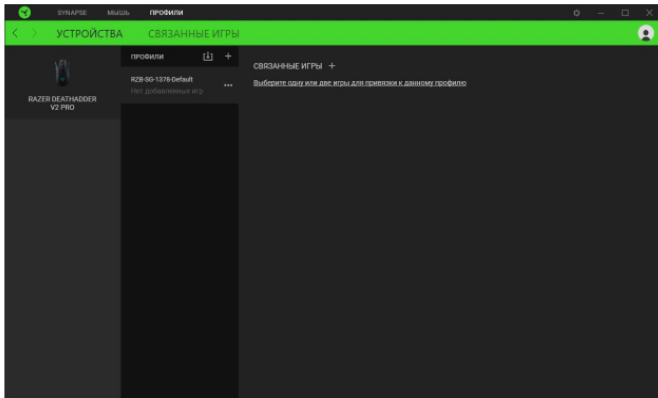 SYNAPSE МЫШЬ ПРОФИЛИ
УСТРОЙСТВА СВЯЗАННЫЕ ИГРЫ
RAZER DEATHADDER
V2 PRO
ПРОФИЛИ
RZB-SG-1378-Default
Нет добавленных игр
СВЯЗАННЫЕ ИГРЫ
Выберите одну или две игры для привязки к данному профилю